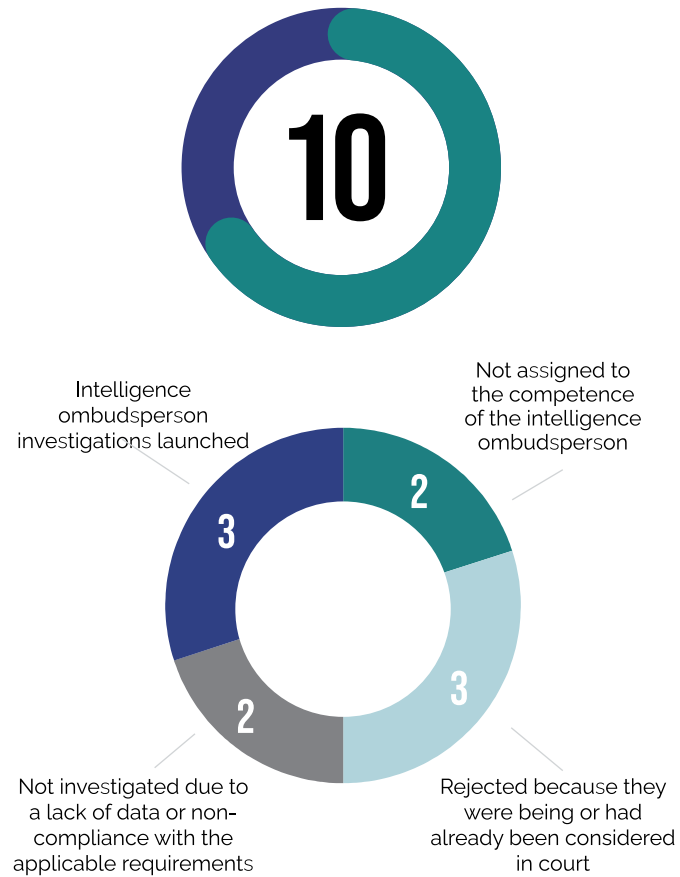 10
Intelligence
ombudsperson
investigations launched
Not assigned to
the competence
of the intelligence
ombudsperson
3
2
2
3
Not investigated due to
a lack of data or non-
compliance with the
applicable requirements
Rejected because they
were being or had
already been considered
in court